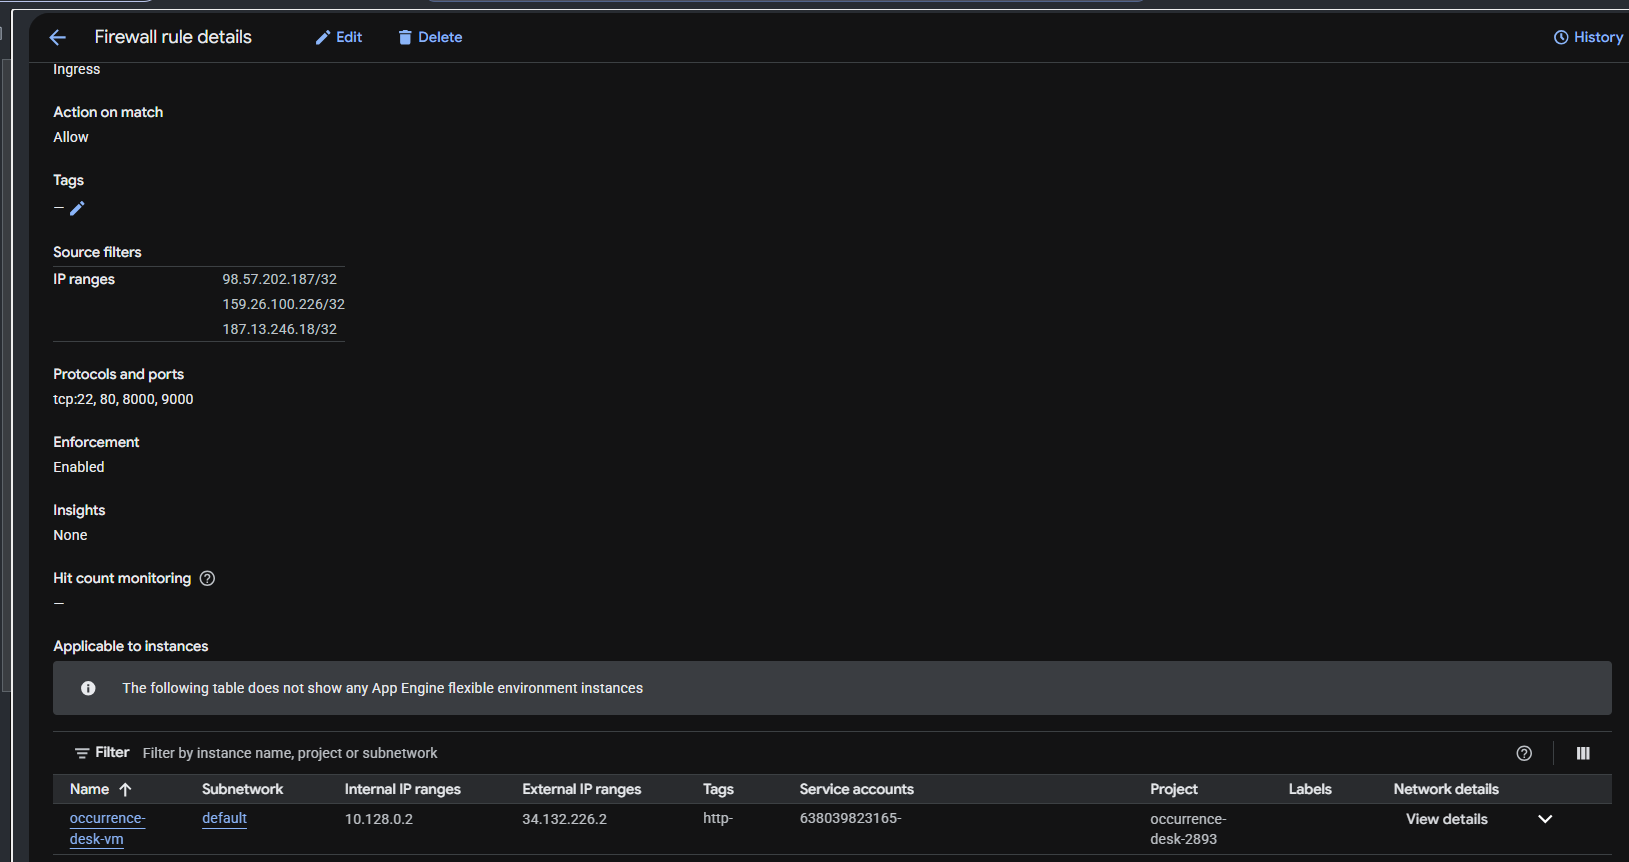 Firewall rule details
Edit
Delete
History
Ingress
Action on match
Allow
Tags
—
Source filters
IP ranges 98.57.202.187/32
159.26.100.226/32
187.13.246.18/32
Protocols and ports
tcp:22, 80, 8000, 9000
Enforcement
Enabled
Insights
None
Hit count monitoring
—
Applicable to instances
The following table does not show any App Engine flexible environment instances
Filter Filter by instance name, project or subnetwork
Name Subnetwork Internal IP ranges External IP ranges Tags Service accounts Project Labels Network details
occurrence- default 10.128.0.2 34.132.226.2 http- 638039823165- occurrence- View details
desk-vm desk-2893